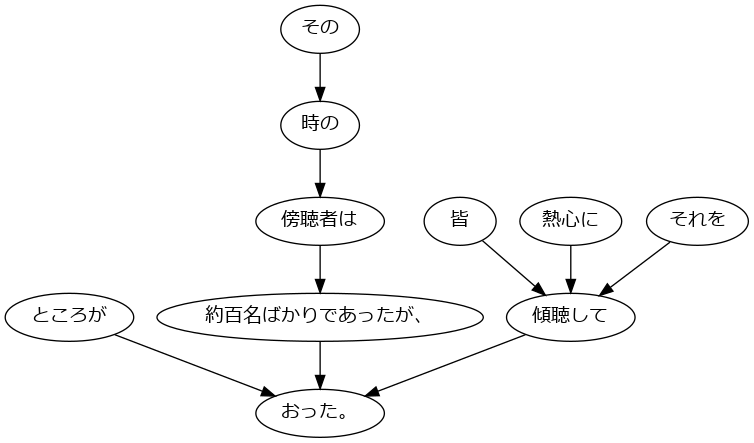 その
時の
傍聴者は
皆
熱心に
それを
ところが
約百名ばかりであったが、
傾聴して
おった。